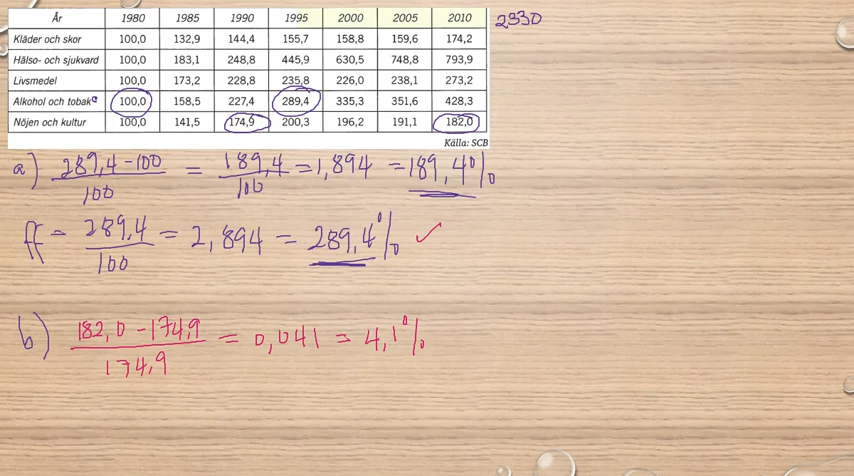 År 1980 1985 1990 1995 2000 2005 2010 2330
Kläder och skor 100,0 132,9 144,4 155,7 158,8 159,6 174,2
Hälso- och sjukvard 100,0 183,1 248,8 445,9 630,5 748,8 793,9
Livsmedel 100,0 173,2 228,8 235,8 226,0 238,1 273,2
Alkohol och tobak 100,0 158,5 227,4 289,4 335,3 351,6 428,3
Nöjen och kultur 100,0 141,5 174,9 200,3 196,2 191,1 182,0
Källa: SCB
a) 289,4-100 / 100 = 189,4 / 100 = 1,894 = 189,4%
ff = 289,4 / 100 = 2,894 = 289,4%
b) 182,0-174,9 / 174,9 = 0,041 = 4,1%